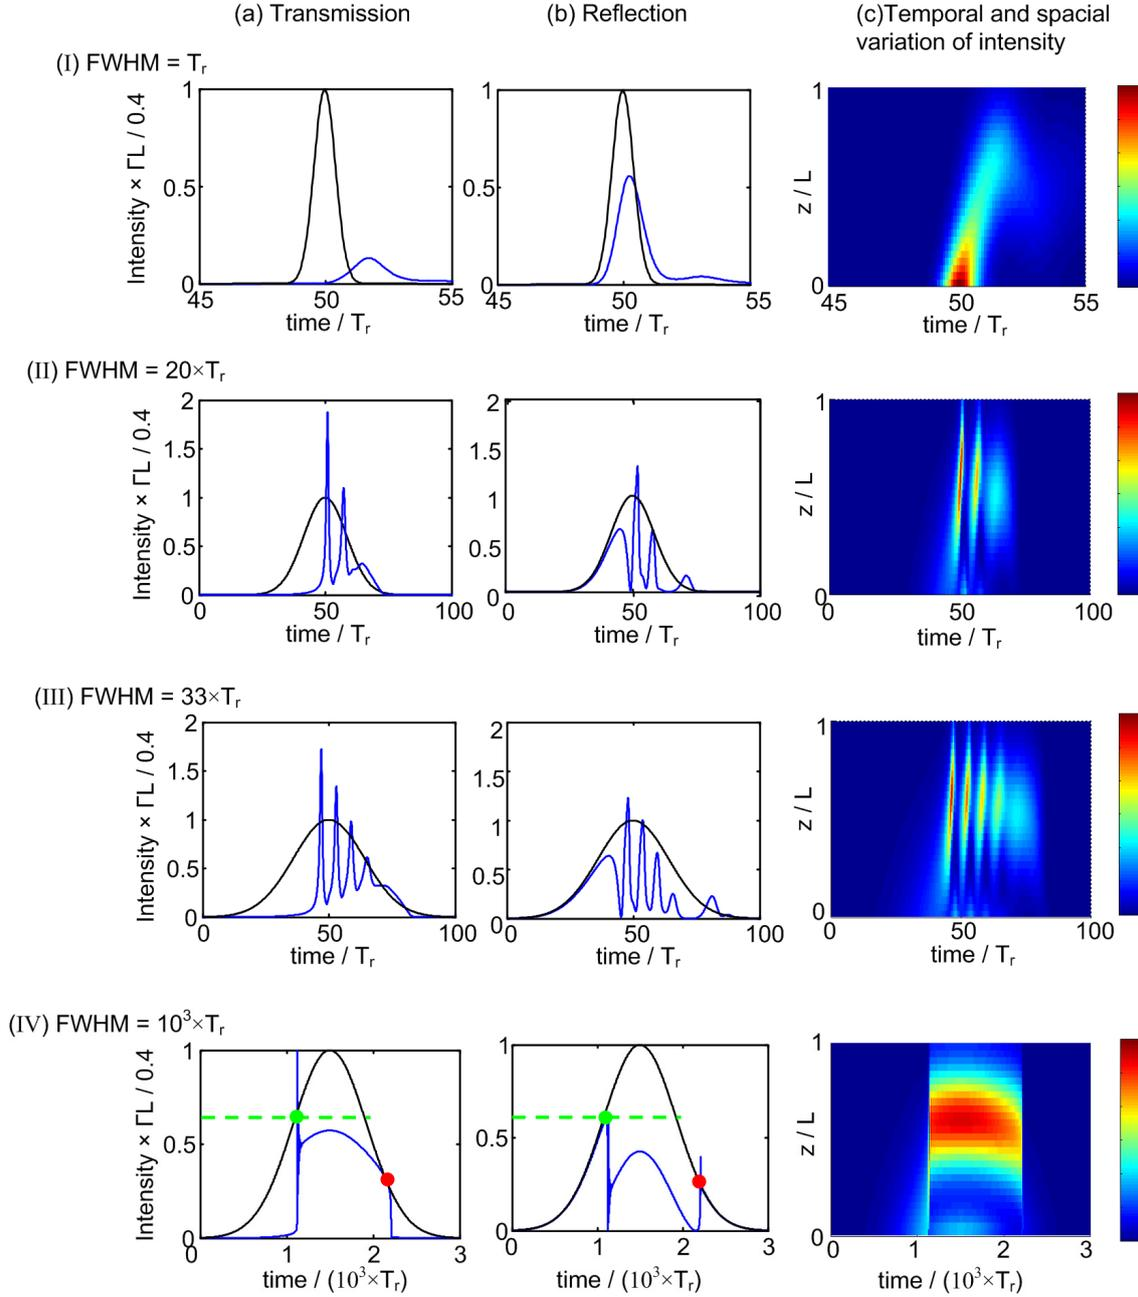 (a) Transmission
(b) Reflection
(c)Temporal and spacial
variation of intensity
(I) FWHM = Tr
Intensity × ΓL / 0.4
1
0.5
0
45
50
55
time / Tr
1
0.5
0
45
50
55
time / Tr
z / L
1
0
45
50
55
time / Tr
(II) FWHM = 20×Tr
Intensity × ΓL / 0.4
2
1.5
1
0.5
0
0
50
100
time / Tr
2
1.5
1
0.5
0
0
50
100
time / Tr
z / L
1
0
0
50
100
time / Tr
(III) FWHM = 33×Tr
Intensity × ΓL / 0.4
2
1.5
1
0.5
0
0
50
100
time / Tr
2
1.5
1
0.5
0
0
50
100
time / Tr
z / L
1
0
0
50
100
time / Tr
(IV) FWHM = 10³×Tr
Intensity × ΓL / 0.4
1
0.5
0
0
1
2
3
time / (10³×Tr)
1
0.5
0
0
1
2
3
time / (10³×Tr)
z / L
1
0
0
1
2
3
time / (10³×Tr)